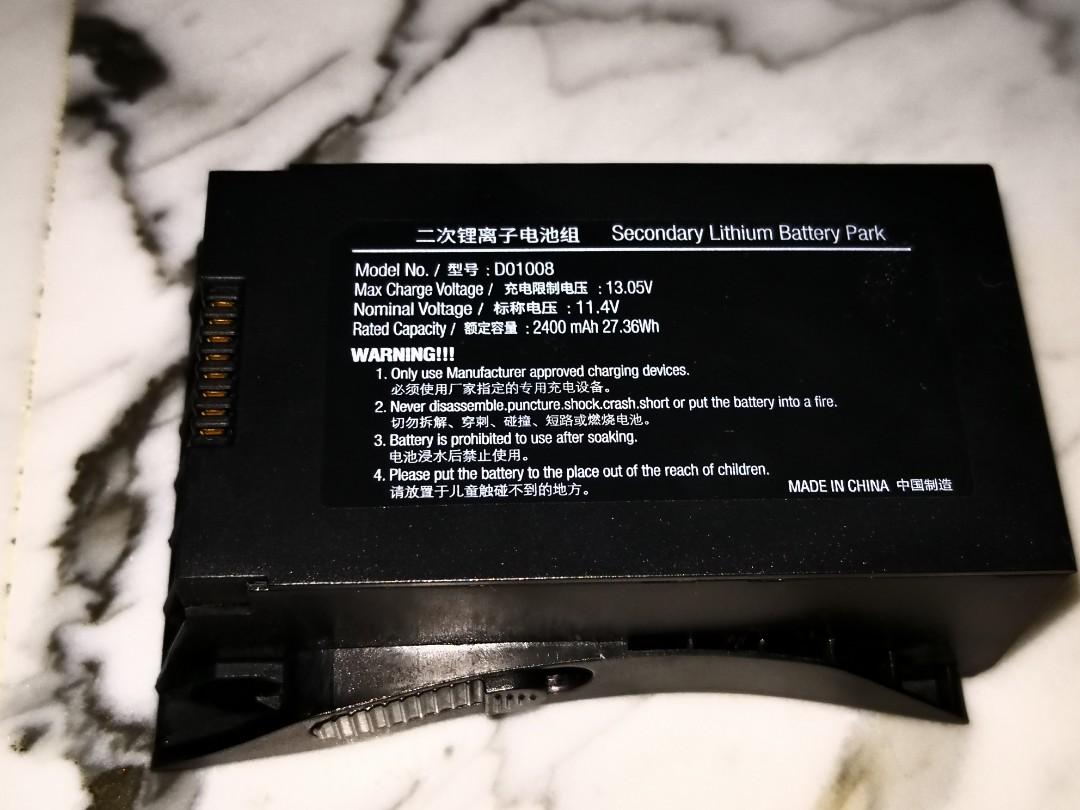 二次锂离子电池组 Secondary Lithium Battery Park
Model No. / 型号 : D01008
Max Charge Voltage / 充电限制电压 : 13.05V
Nominal Voltage / 标称电压 : 11.4V
Rated Capacity / 额定容量 : 2400 mAh 27.36Wh
WARNING!!!
1. Only use Manufacturer approved charging devices.
必须使用厂家指定的专用充电设备。
2. Never disassemble.puncture.shock.crash.short or put the battery into a fire.
切勿拆解、穿刺、碰撞、短路或燃烧电池。
3. Battery is prohibited to use after soaking.
电池浸水后禁止使用。
4. Please put the battery to the place out of the reach of children.
请放置于儿童触碰不到的地方。
MADE IN CHINA 中国制造